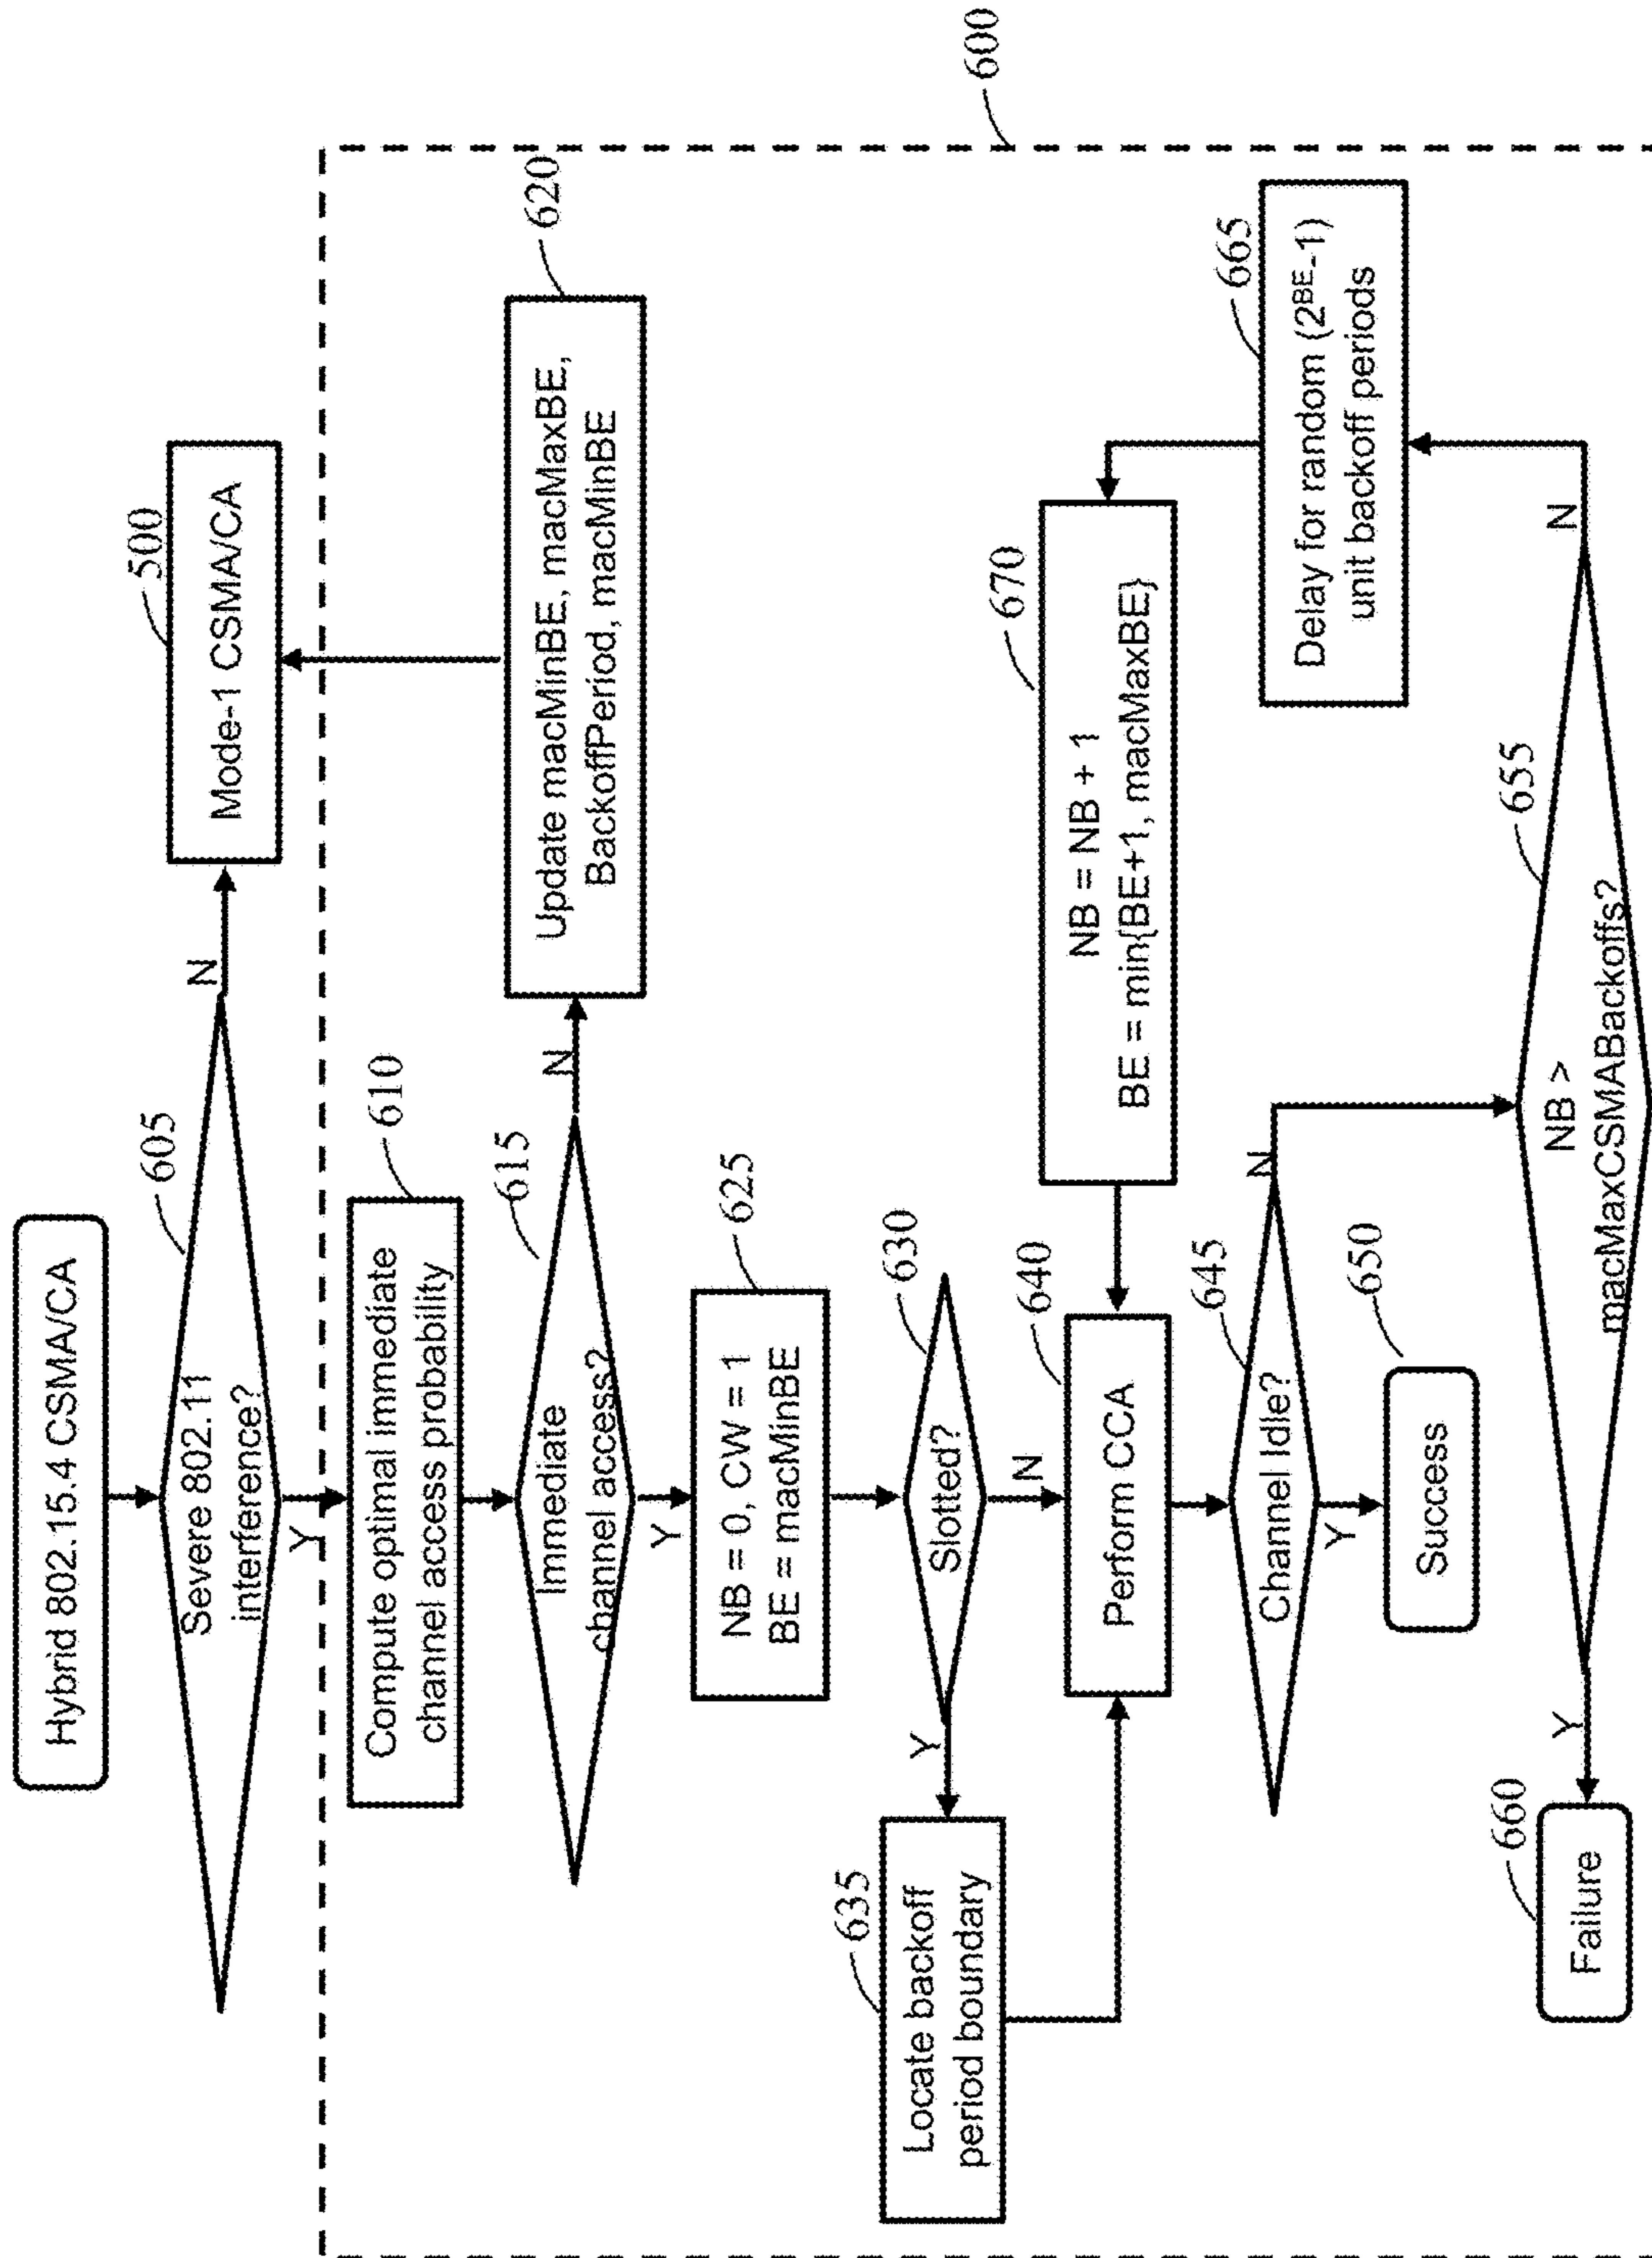 Hybrid 802.15.4 CSMA/CA
605
Severe 802.11
interference?
N
500
Mode-1 CSMA/CA
Y
600
610
Compute optimal immediate
channel access probability
615
Immediate
channel access?
N
620
Update macMinBE, macMaxBE,
BackoffPeriod, macMinBE
Y
625
NB = 0, CW = 1
BE = macMinBE
630
Slotted?
Y
N
635
Locate backoff
period boundary
640
Perform CCA
670
NB = NB + 1
BE = min{BE+1, macMaxBE}
665
Delay for random (2^BE-1)
unit backoff periods
645
Channel Idle?
N
Y
650
Success
655
NB >
macMaxCSMABackoffs?
N
Y
660
Failure